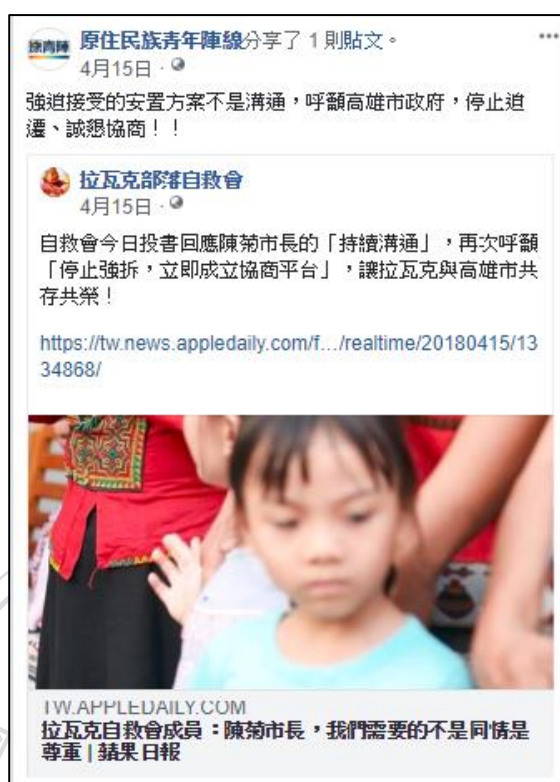 原住民族青年陣線分享了 1 則貼文。
4月15日 ·
強迫接受的安置方案不是溝通，呼籲高雄市政府，停止迫
遷、誠懇協商！！
拉瓦克部落自救會
4月15日 ·
自救會今日投書回應陳菊市長的「持續溝通」，再次呼籲
「停止強拆，立即成立協商平台」，讓拉瓦克與高雄市共
存共榮！
https://tw.news.appledaily.com/f…/realtime/20180415/13
34868/
TW.APPLEDAILY.COM
拉瓦克自救會成員：陳菊市長，我們需要的不是同情是
尊重 | 蘋果日報